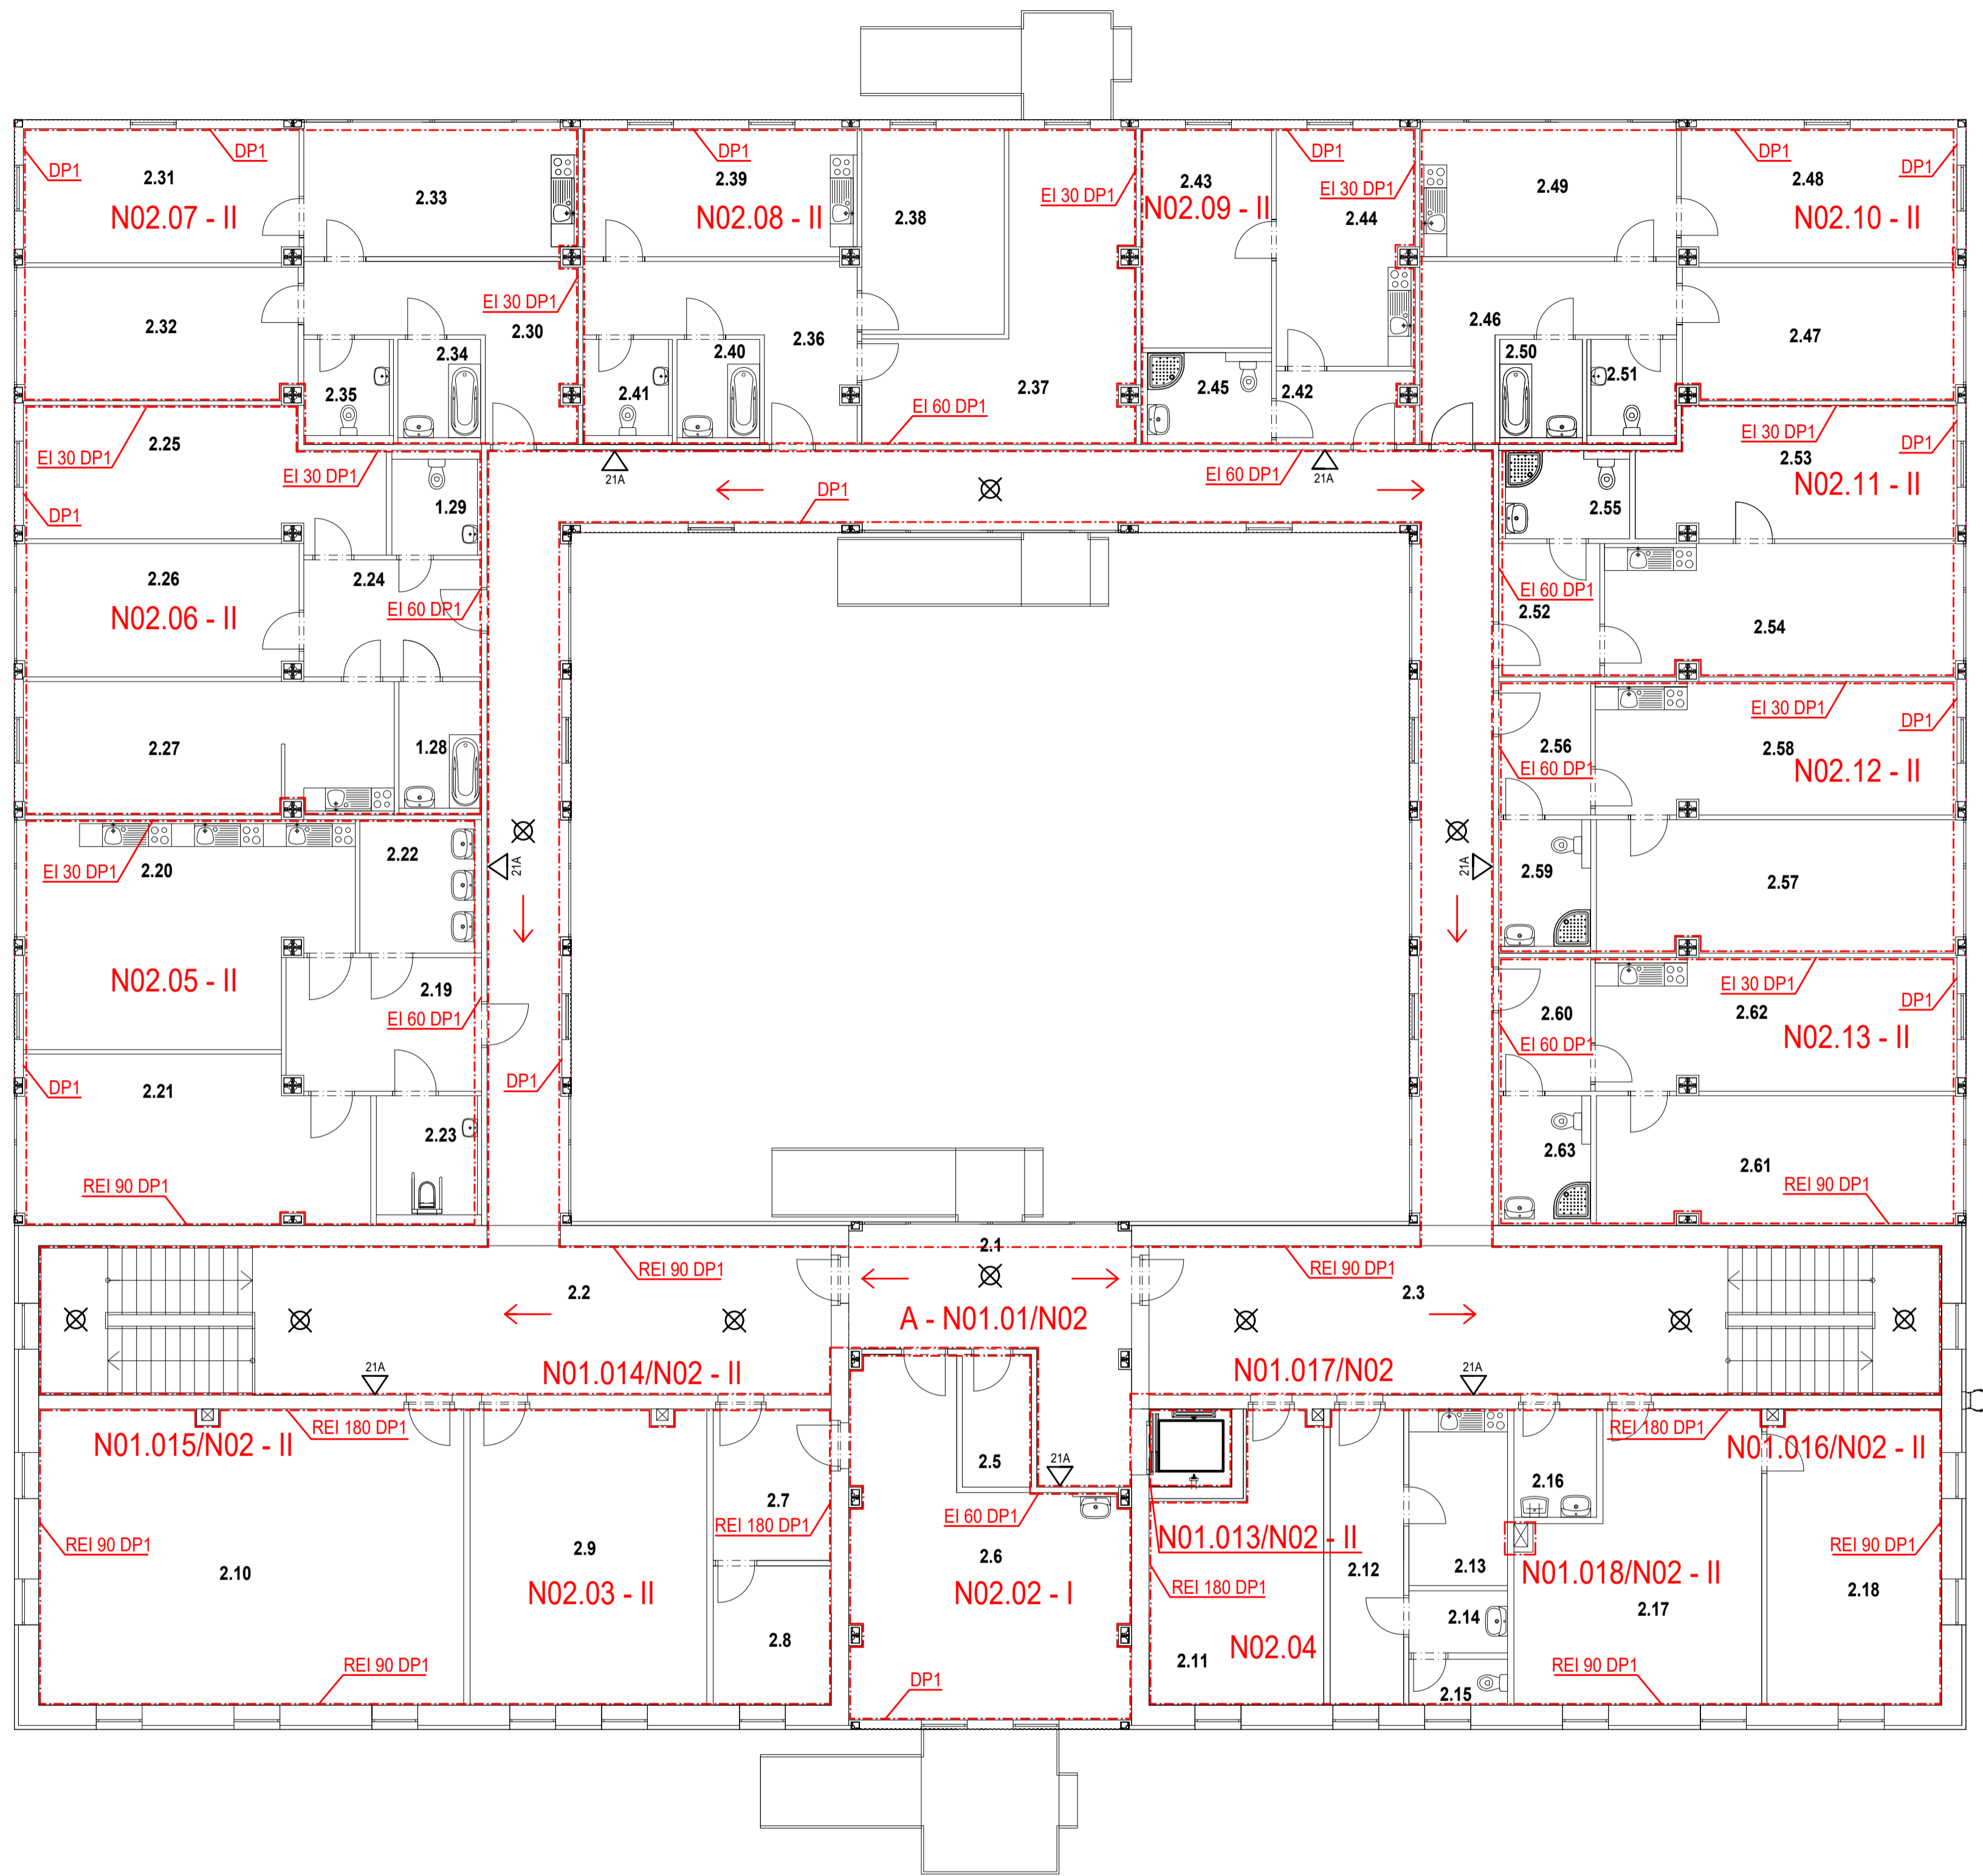 DP1
DP1
2.31
N02.07 - II
2.33
DP1
2.39
N02.08 - II
2.38
EI 30 DP1
2.43
N02.09 - II
DP1
EI 30 DP1
2.44
2.49
DP1
2.48
DP1
N02.10 - II
2.32
EI 30 DP1
2.30
2.34
2.35
2.36
2.40
2.41
2.37
EI 60 DP1
2.45
2.42
2.46
2.50
2.51
2.47
2.25
EI 30 DP1
DP1
EI 30 DP1
1.29
21A
DP1
EI 60 DP1
21A
EI 30 DP1
DP1
2.53
N02.11 - II
2.55
2.26
2.24
EI 60 DP1
N02.06 - II
EI 60 DP1
2.52
2.54
2.27
1.28
2.56
EI 60 DP1
EI 30 DP1
DP1
2.58
N02.12 - II
2.20
EI 30 DP1
2.22
21A
21A
2.59
2.57
N02.05 - II
2.19
EI 60 DP1
2.60
EI 60 DP1
EI 30 DP1
DP1
2.62
N02.13 - II
DP1
2.21
DP1
2.23
REI 90 DP1
2.63
2.61
REI 90 DP1
2.1
REI 90 DP1
REI 90 DP1
2.2
2.3
A - N01.01/N02
N01.014/N02 - II
21A
N01.017/N02
21A
N01.015/N02 - II
REI 180 DP1
REI 180 DP1
N01.016/N02 - II
2.5
21A
2.7
REI 180 DP1
EI 60 DP1
2.16
N01.013/N02 - II
REI 90 DP1
REI 90 DP1
2.10
2.9
N02.03 - II
2.6
N02.02 - I
REI 180 DP1
2.12
2.13
N01.018/N02 - II
2.18
2.8
2.14
2.17
REI 90 DP1
DP1
2.11
N02.04
2.15
REI 90 DP1